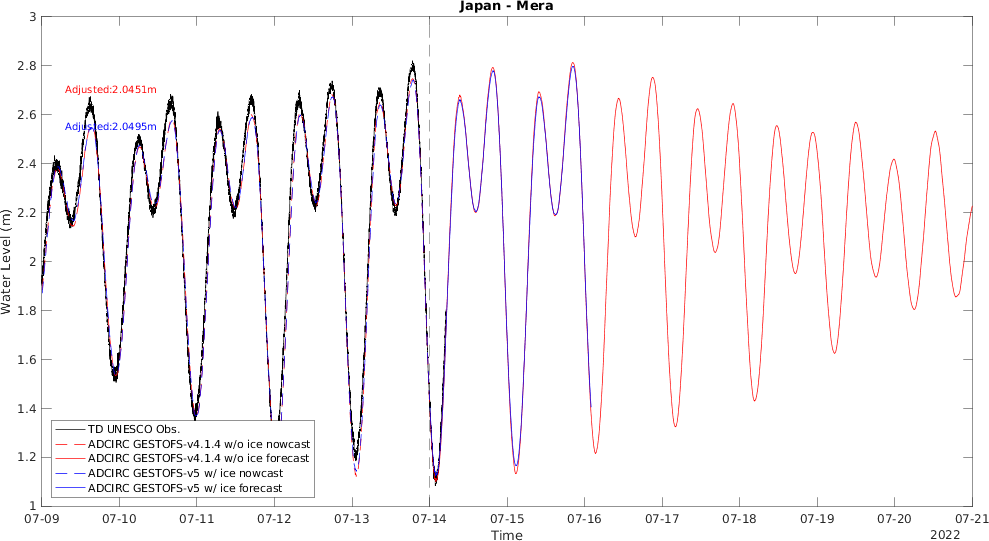 Japan - Mera
3
2.8
2.6
2.4
2.2
2
1.8
1.6
1.4
1.2
1
Water Level (m)
Adjusted:2.0451m
Adjusted:2.0495m
TD UNESCO Obs.
ADCIRC GESTOFS-v4.1.4 w/o ice nowcast
ADCIRC GESTOFS-v4.1.4 w/o ice forecast
ADCIRC GESTOFS-v5 w/ ice nowcast
ADCIRC GESTOFS-v5 w/ ice forecast
07-09 07-10 07-11 07-12 07-13 07-14 07-15 07-16 07-17 07-18 07-19 07-20 07-21
Time
2022